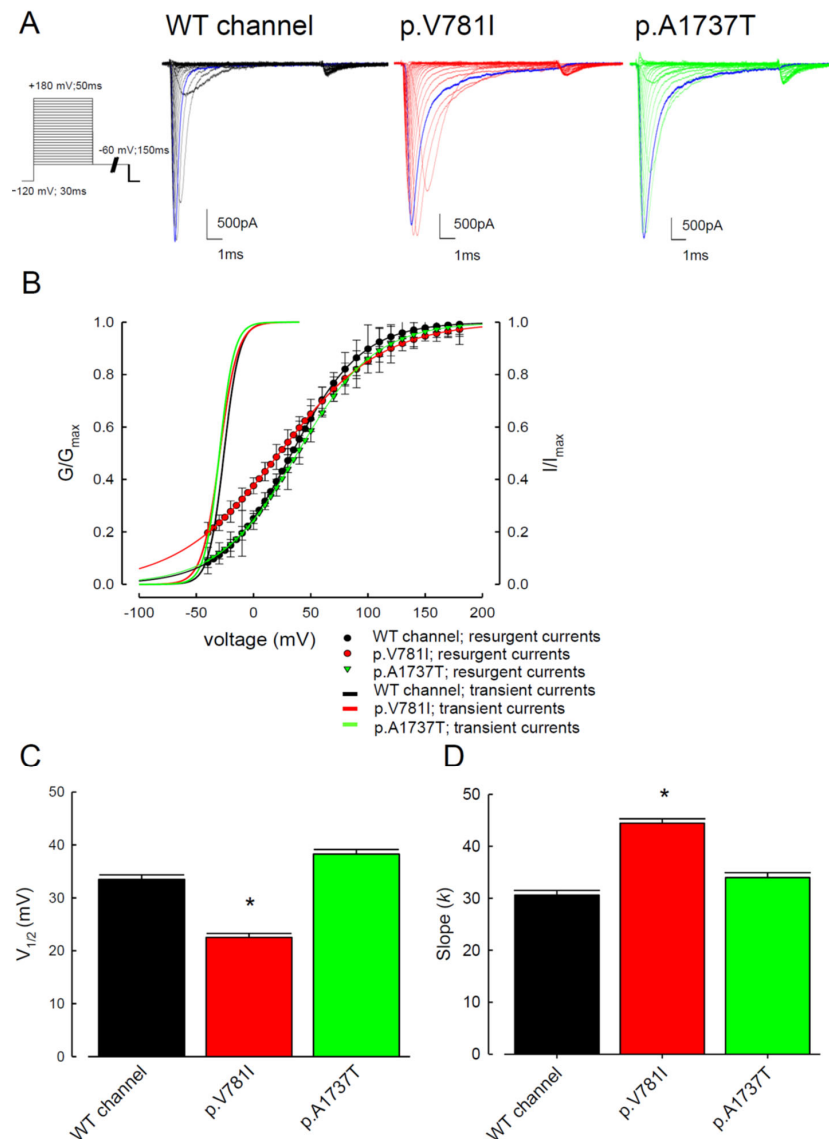 A
WT channel
p.V781I
p.A1737T
+180 mV;50ms
-60 mV;150ms
-120 mV; 30ms
500pA
1ms
500pA
1ms
500pA
1ms
B
1.0
0.8
0.6
0.4
0.2
0.0
G/Gmax
1.0
0.8
0.6
0.4
0.2
0.0
I/Imax
-100 -50 0 50 100 150 200
voltage (mV)
WT channel; resurgent currents
p.V781I; resurgent currents
p.A1737T; resurgent currents
WT channel; transient currents
p.V781I; transient currents
p.A1737T; transient currents
C
50
40
30
20
10
0
V1/2 (mV)
*
WT channel
p.V781I
p.A1737T
D
50
40
30
20
10
0
Slope (k)
*
WT channel
p.V781I
p.A1737T